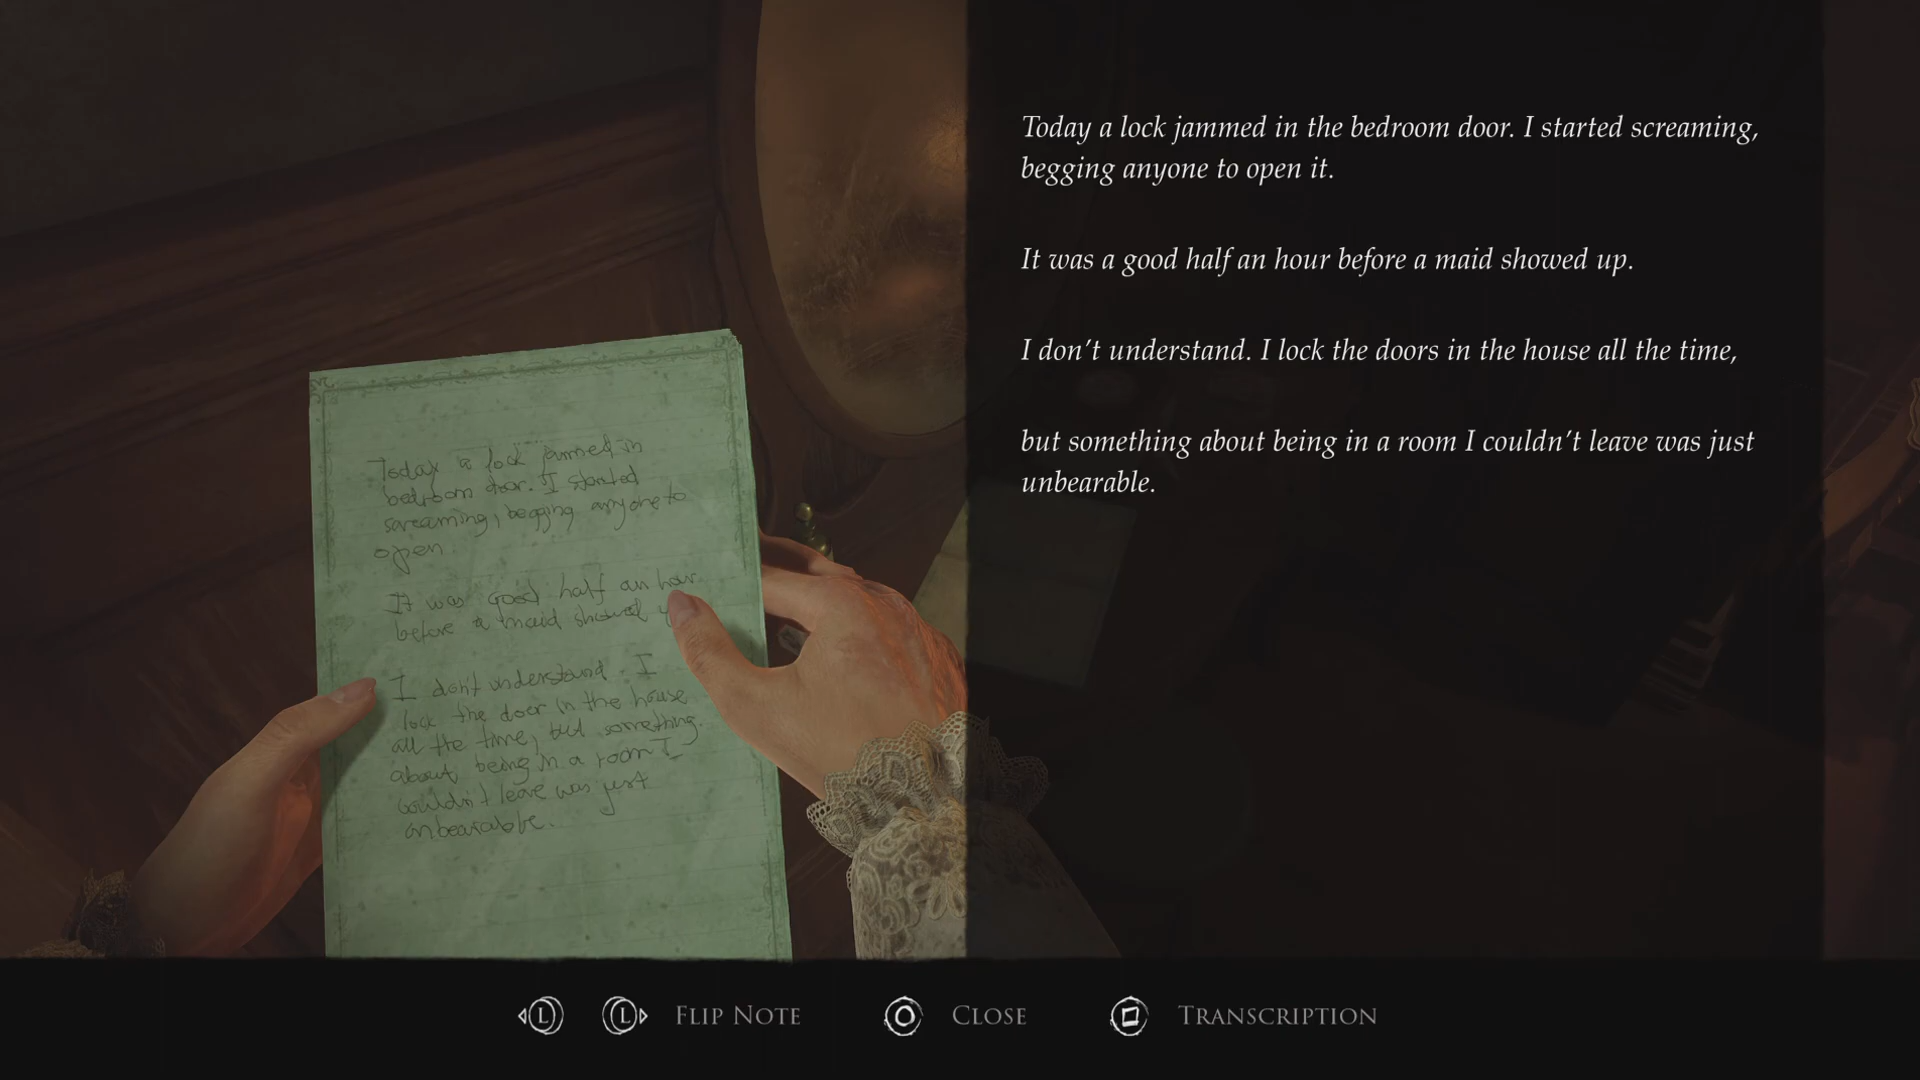 Today a lock jammed in
bedroom door. I started
screaming, begging anyone to
open.
It was good half an hour
before a maid showed
I don't understand. I
lock the door in the house
all the time, but something
about being in a room I
couldn't leave was just
unbearable.
Today a lock jammed in the bedroom door. I started screaming,
begging anyone to open it.
It was a good half an hour before a maid showed up.
I don't understand. I lock the doors in the house all the time,
but something about being in a room I couldn't leave was just
unbearable.
L L FLIP NOTE CLOSE TRANSCRIPTION